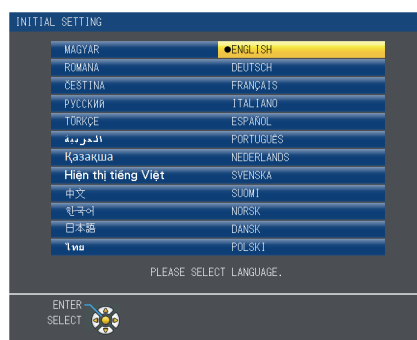 INITIAL SETTING
MAGYAR ●ENGLISH
ROMANA DEUTSCH
ČEŠTINA FRANÇAIS
РУССКИЙ ITALIANO
TÜRKÇE ESPAÑOL
العربية PORTUGUÊS
Қазақша NEDERLANDS
Hiện thị tiếng Việt SVENSKA
中文 SUOMI
한국어 NORSK
日本語 DANSK
ไทย POLSKI
PLEASE SELECT LANGUAGE.
ENTER
SELECT